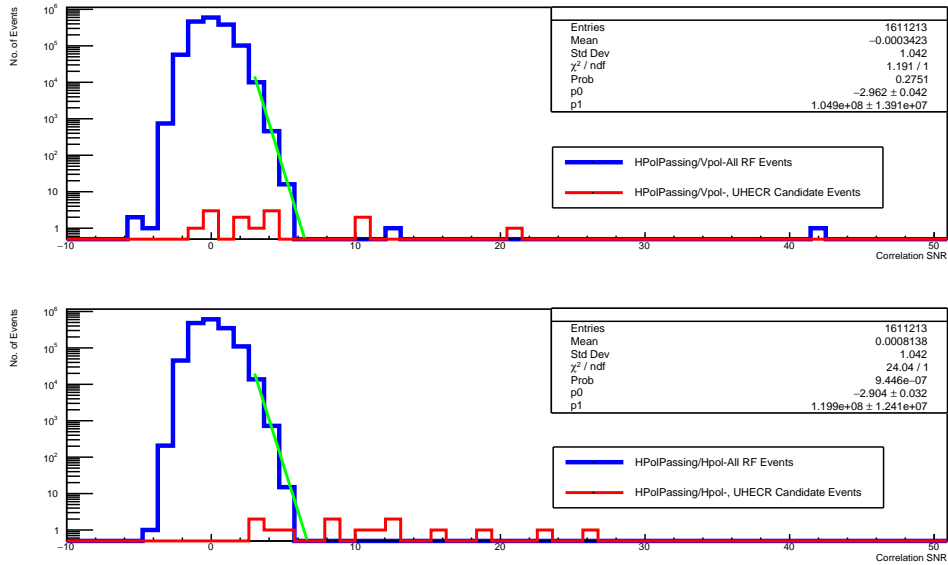 No. of Events
10⁶
10⁵
10⁴
10³
10²
10
1
Entries 1611213
Mean −0.0003423
Std Dev 1.042
χ² / ndf 1.191 / 1
Prob 0.2751
p0 −2.962 ± 0.042
p1 1.049e+08 ± 1.391e+07
HPolPassing/Vpol-All RF Events
HPolPassing/Vpol-, UHECR Candidate Events
−10 0 10 20 30 40 50
Correlation SNR
No. of Events
10⁶
10⁵
10⁴
10³
10²
10
1
Entries 1611213
Mean 0.0008138
Std Dev 1.042
χ² / ndf 24.04 / 1
Prob 9.446e−07
p0 −2.904 ± 0.032
p1 1.199e+08 ± 1.241e+07
HPolPassing/Hpol-All RF Events
HPolPassing/Hpol-, UHECR Candidate Events
−10 0 10 20 30 40 50
Correlation SNR